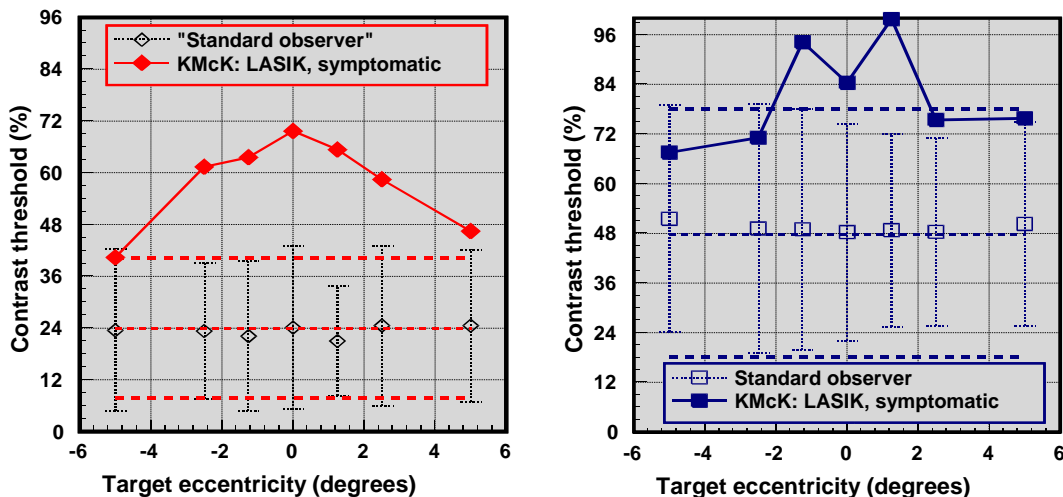 96
84
72
60
48
36
24
12
0
-6 -4 -2 0 2 4 6
Contrast threshold (%)
Target eccentricity (degrees)
"Standard observer"
KMcK: LASIK, symptomatic
96
84
72
60
48
36
24
12
0
-6 -4 -2 0 2 4 6
Contrast threshold (%)
Target eccentricity (degrees)
Standard observer
KMcK: LASIK, symptomatic